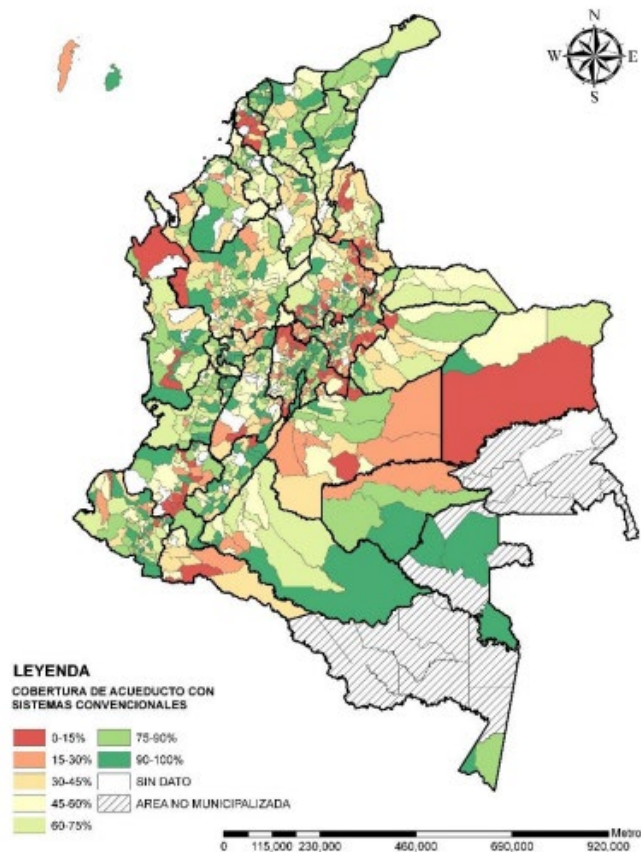 N
W E
S
LEYENDA
COBERTURA DE ACUEDUCTO CON
SISTEMAS CONVENCIONALES
0-15% 75-90%
15-30% 90-100%
30-45% SIN DATO
45-60% AREA NO MUNICIPALIZADA
60-75%
Metro
0 115,000 230,000 460,000 690,000 920,000